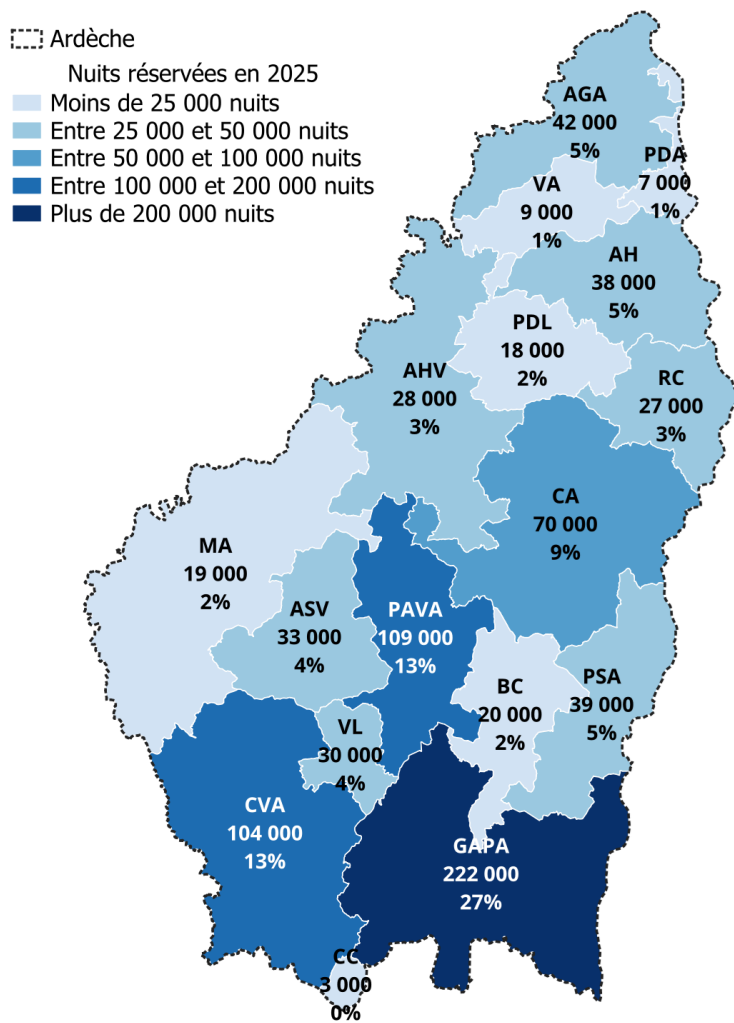 Ardèche
Nuits réservées en 2025
Moins de 25 000 nuits
Entre 25 000 et 50 000 nuits
Entre 50 000 et 100 000 nuits
Entre 100 000 et 200 000 nuits
Plus de 200 000 nuits
AGA
42 000
5%
PDA
7 000
1%
VA
9 000
1%
AH
38 000
5%
PDL
18 000
2%
AHV
28 000
3%
RC
27 000
3%
CA
70 000
9%
MA
19 000
2%
ASV
33 000
4%
PAVA
109 000
13%
BC
20 000
2%
PSA
39 000
5%
VL
30 000
4%
CVA
104 000
13%
GAPA
222 000
27%
CC
3 000
0%